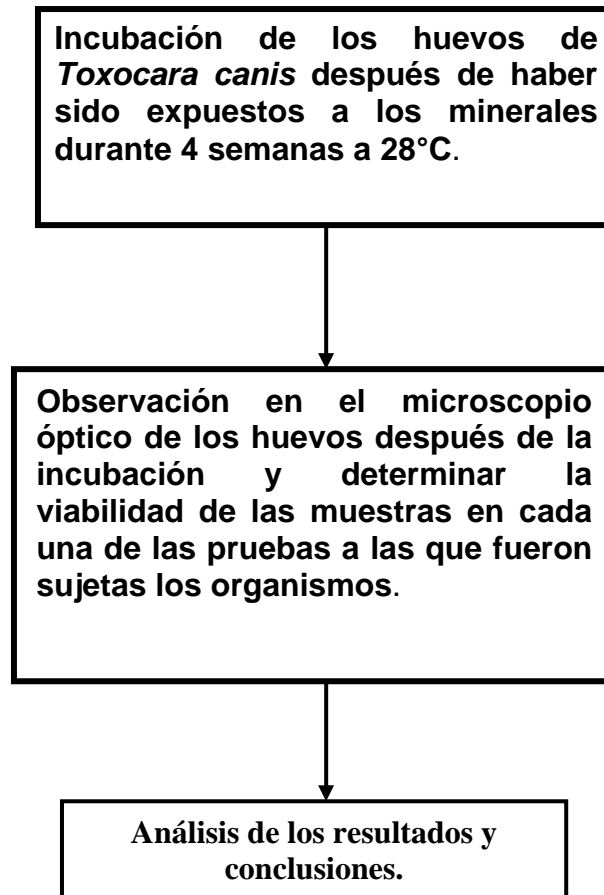 Incubación de los huevos de
Toxocara canis después de haber
sido expuestos a los minerales
durante 4 semanas a 28°C.
Observación en el microscopio
óptico de los huevos después de la
incubación y determinar la
viabilidad de las muestras en cada
una de las pruebas a las que fueron
sujetas los organismos.
Análisis de los resultados y
conclusiones.